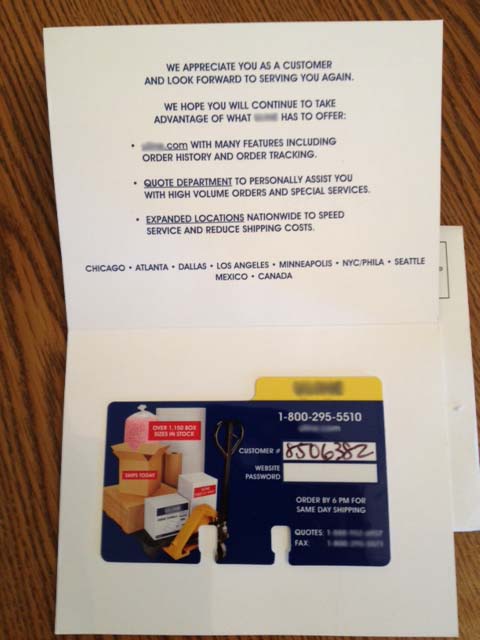 WE APPRECIATE YOU AS A CUSTOMER
AND LOOK FORWARD TO SERVING YOU AGAIN.
WE HOPE YOU WILL CONTINUE TO TAKE
ADVANTAGE OF WHAT HAS TO OFFER:
• .com WITH MANY FEATURES INCLUDING
ORDER HISTORY AND ORDER TRACKING.
• QUOTE DEPARTMENT TO PERSONALLY ASSIST YOU
WITH HIGH VOLUME ORDERS AND SPECIAL SERVICES.
• EXPANDED LOCATIONS NATIONWIDE TO SPEED
SERVICE AND REDUCE SHIPPING COSTS.
CHICAGO • ATLANTA • DALLAS • LOS ANGELES • MINNEAPOLIS • NYC/PHILA • SEATTLE
MEXICO • CANADA
1-800-295-5510
OVER 1,150 BOX
SIZES IN STOCK
SHIPS TODAY
CUSTOMER # 8506382
WEBSITE
PASSWORD
ORDER BY 6 PM FOR
SAME DAY SHIPPING
QUOTES:
FAX: